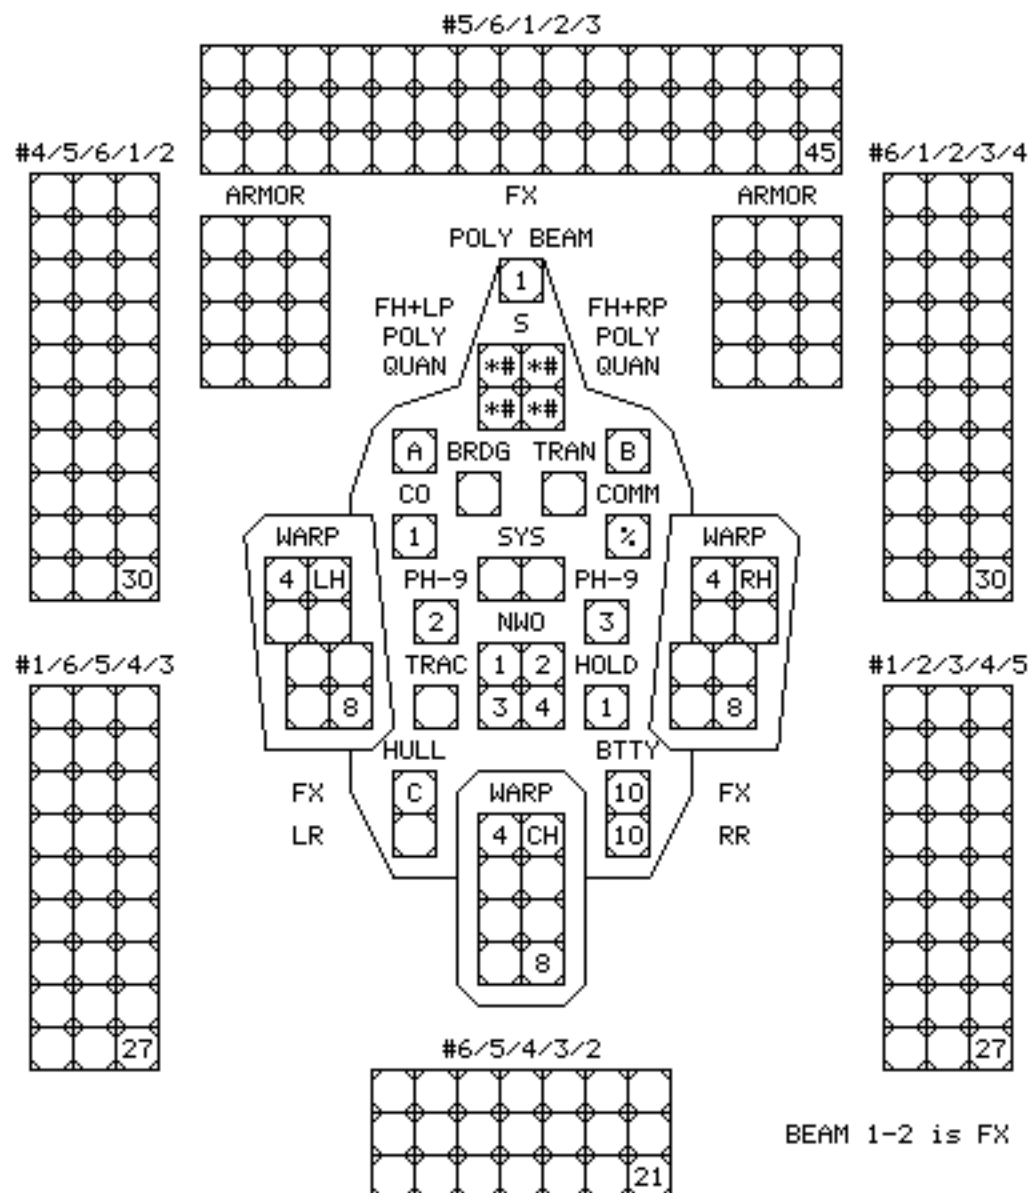 #5/6/1/2/3
45
#4/5/6/1/2
#6/1/2/3/4
ARMOR FX ARMOR
POLY BEAM
1
FH+LP S FH+RP
POLY POLY
QUAN *# *# QUAN
*# *#
A BRDG TRAN B
CO COMM
WARP 1 SYS % WARP
30 4 LH PH-9 PH-9 4 RH 30
2 NWO 3
#1/6/5/4/3 TRAC 1 2 HOLD #1/2/3/4/5
8 3 4 1 8
HULL BTTY
FX C WARP 10 FX
LR 4 CH 10 RR
8
27 27
#6/5/4/3/2
BEAM 1-2 is FX
21